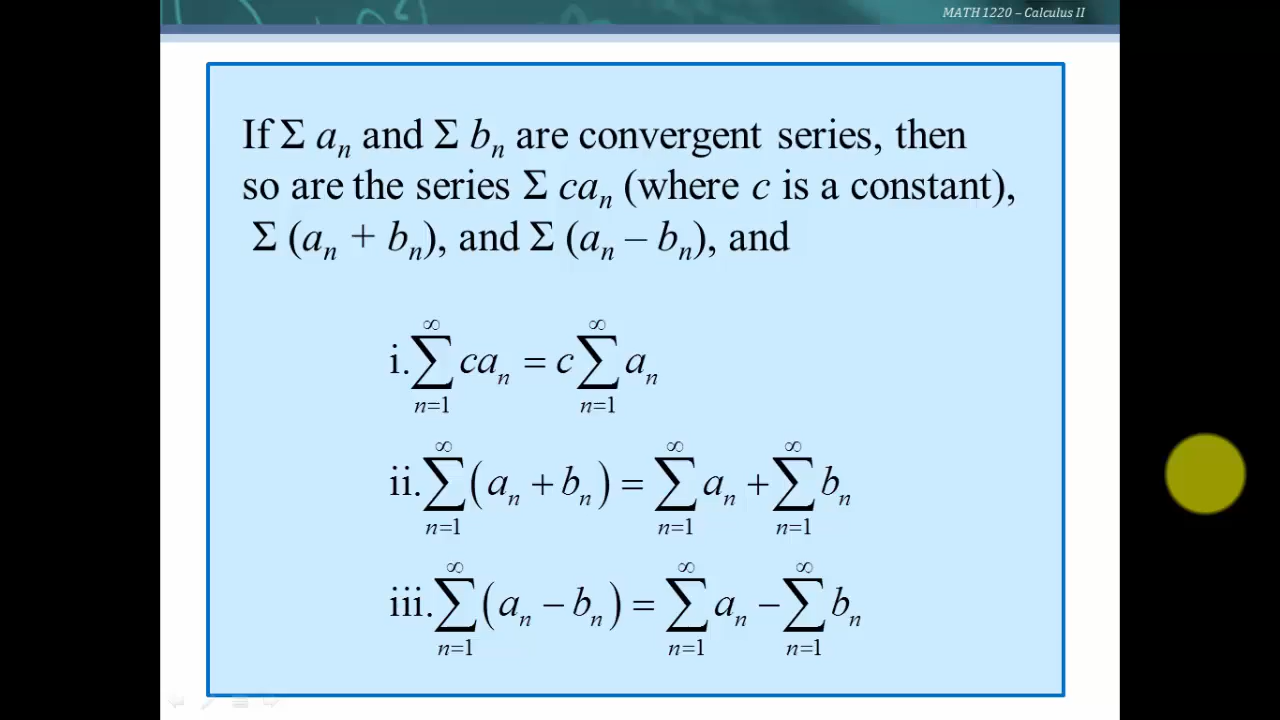 MATH 1220 – Calculus II
If Σ aₙ and Σ bₙ are convergent series, then
so are the series Σ caₙ (where c is a constant),
Σ (aₙ + bₙ), and Σ (aₙ – bₙ), and
i. ∑_{n=1}^{∞} caₙ = c ∑_{n=1}^{∞} aₙ
ii. ∑_{n=1}^{∞} (aₙ + bₙ) = ∑_{n=1}^{∞} aₙ + ∑_{n=1}^{∞} bₙ
iii. ∑_{n=1}^{∞} (aₙ − bₙ) = ∑_{n=1}^{∞} aₙ − ∑_{n=1}^{∞} bₙ